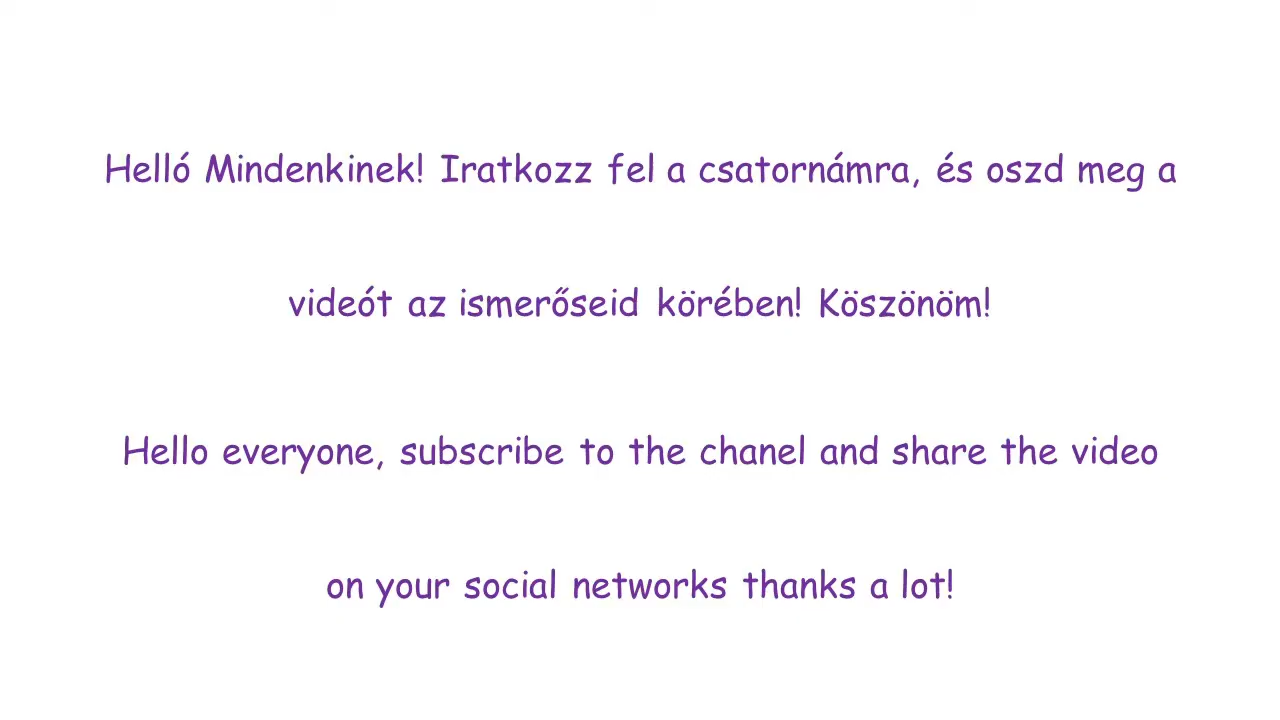 Helló Mindenkinek! Iratkozz fel a csatornámra, és oszd meg a
videót az ismerőseid körében! Köszönöm!
Hello everyone, subscribe to the chanel and share the video
on your social networks thanks a lot!